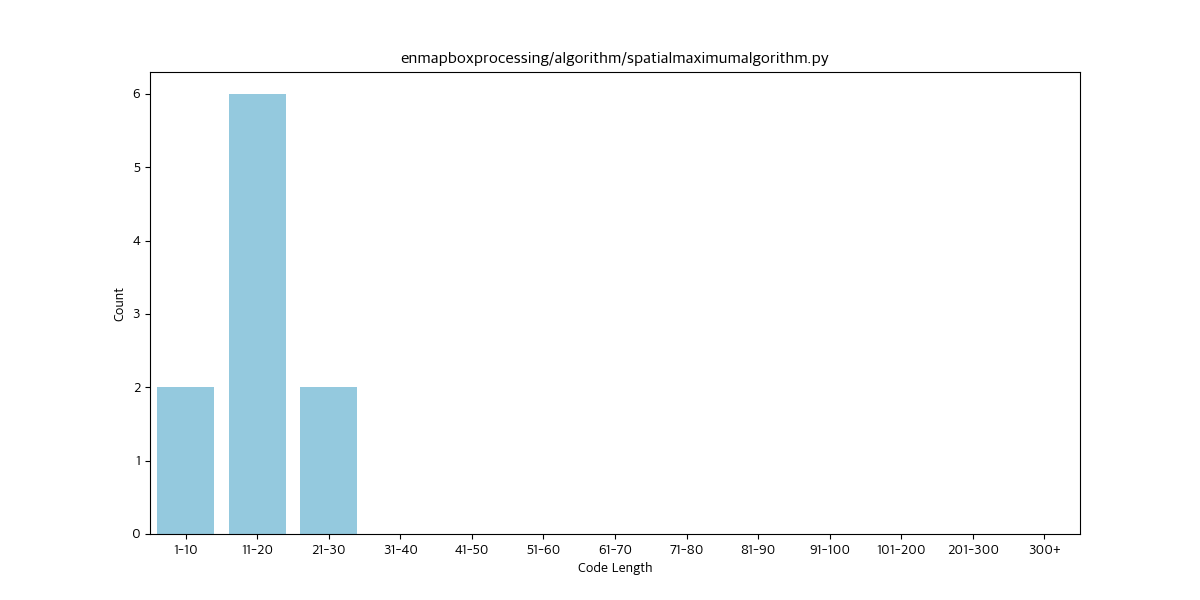 enmapboxprocessing/algorithm/spatialmaximumalgorithm.py
6
5
4
3
2
1
0
Count
1-10 11-20 21-30 31-40 41-50 51-60 61-70 71-80 81-90 91-100 101-200 201-300 300+
Code Length